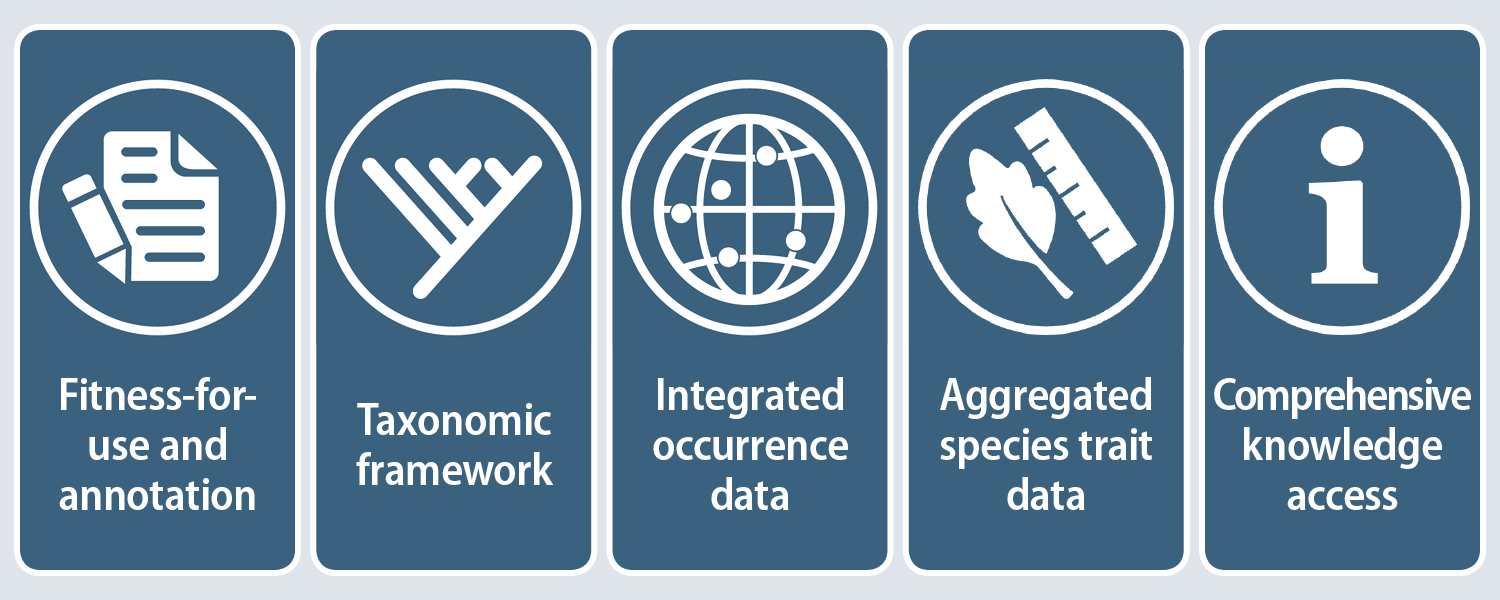 Fitness-for-
use and
annotation
Taxonomic
framework
Integrated
occurrence
data
Aggregated
species trait
data
Comprehensive
knowledge
access